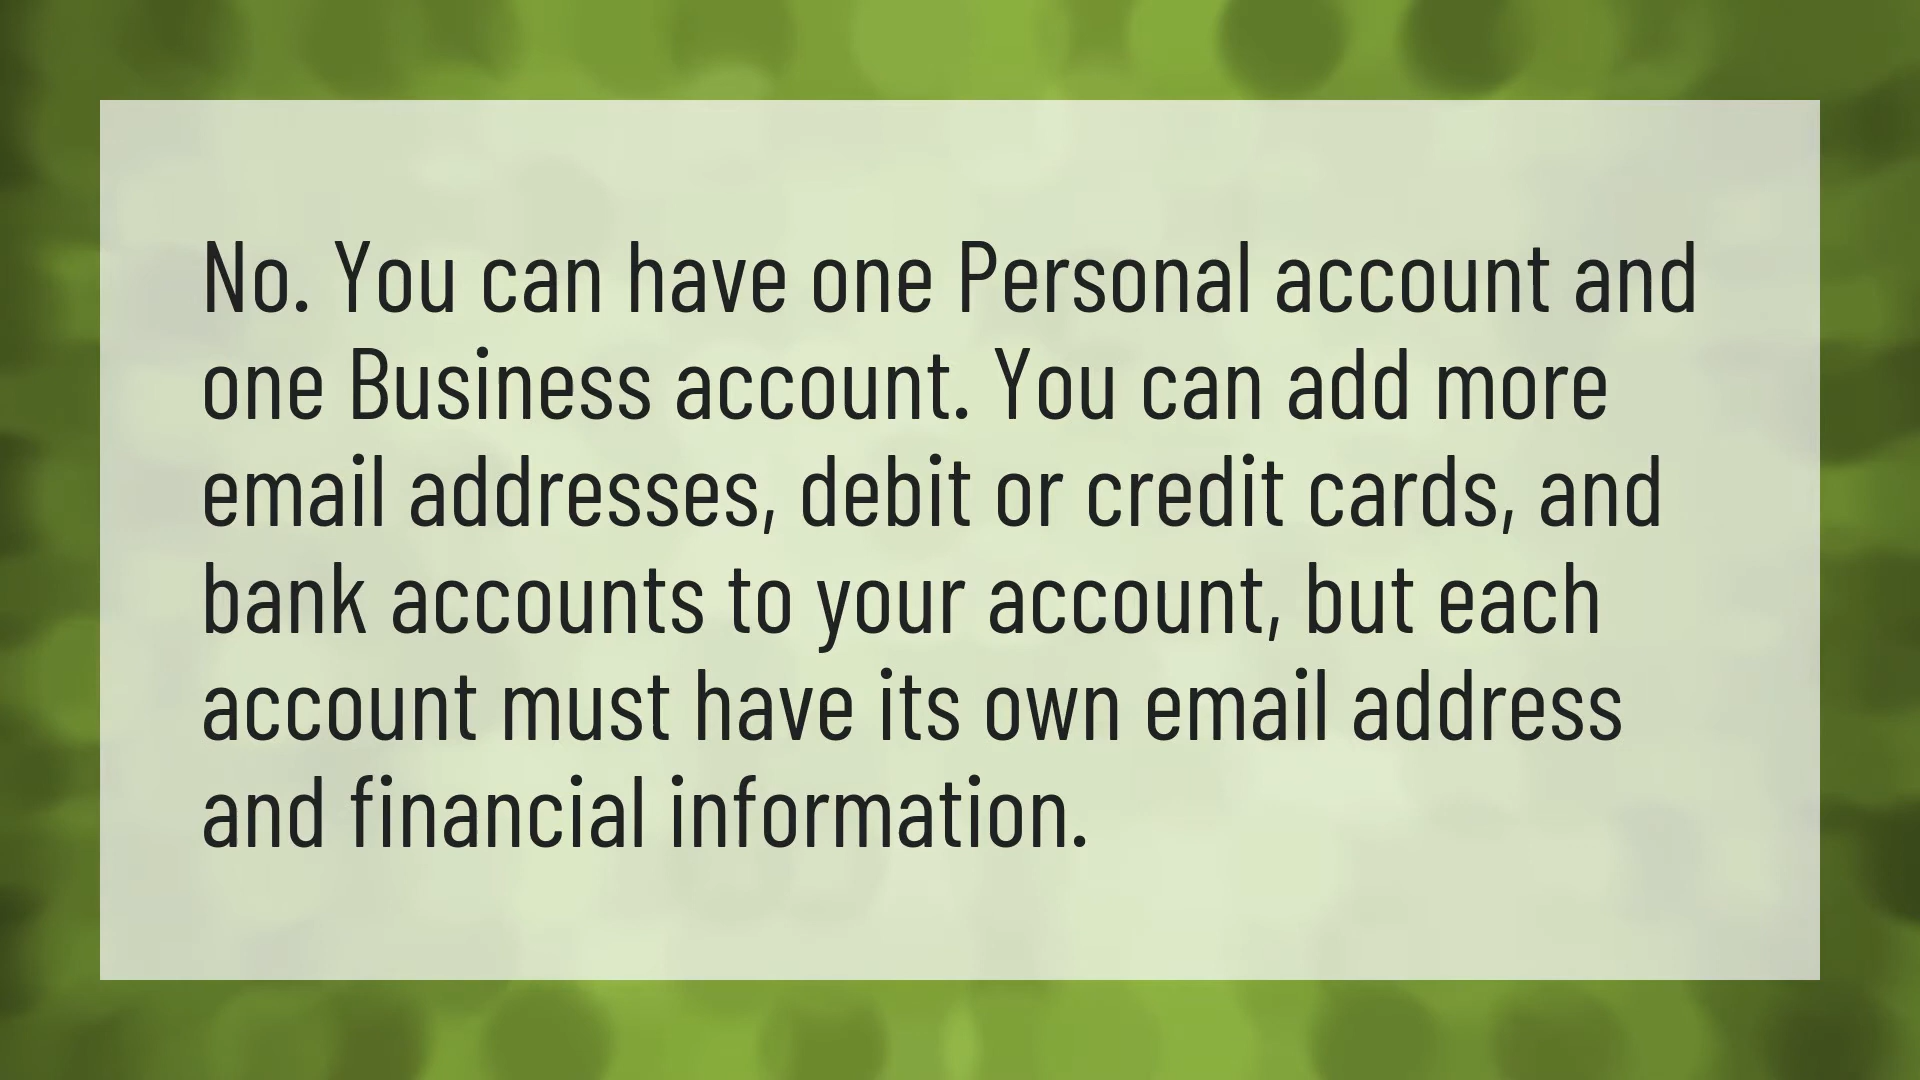 No. You can have one Personal account and
one Business account. You can add more
email addresses, debit or credit cards, and
bank accounts to your account, but each
account must have its own email address
and financial information.